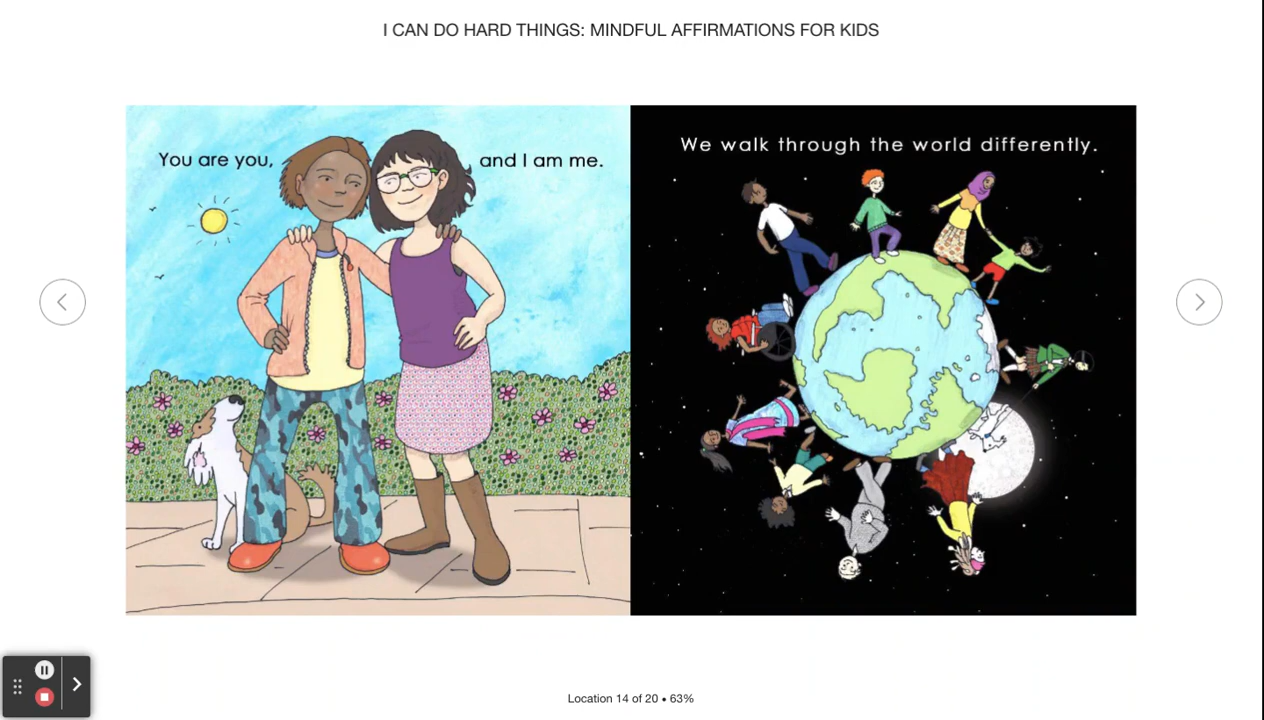 I CAN DO HARD THINGS: MINDFUL AFFIRMATIONS FOR KIDS
You are you,
and I am me.
We walk through the world differently.
Location 14 of 20 • 63%